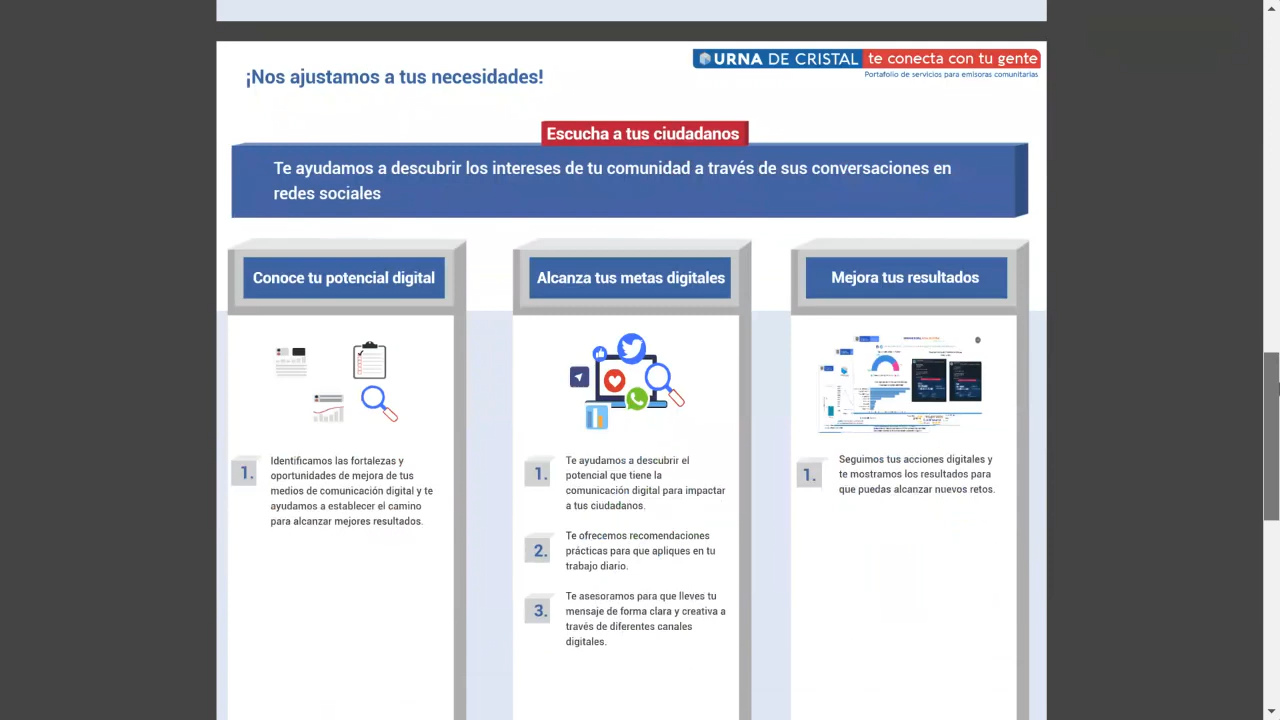 URNA DE CRISTAL te conecta con tu gente
Portafolio de servicios para emisoras comunitarias
¡Nos ajustamos a tus necesidades!
Escucha a tus ciudadanos
Te ayudamos a descubrir los intereses de tu comunidad a través de sus conversaciones en
redes sociales
Conoce tu potencial digital
1.
Identificamos las fortalezas y
oportunidades de mejora de tus
medios de comunicación digital y te
ayudamos a establecer el camino
para alcanzar mejores resultados.
Alcanza tus metas digitales
1.
Te ayudamos a descubrir el
potencial que tiene la
comunicación digital para impactar
a tus ciudadanos.
2.
Te ofrecemos recomendaciones
prácticas para que apliques en tu
trabajo diario.
3.
Te asesoramos para que lleves tu
mensaje de forma clara y creativa a
través de diferentes canales
digitales.
Mejora tus resultados
1.
Seguimos tus acciones digitales y
te mostramos los resultados para
que puedas alcanzar nuevos retos.